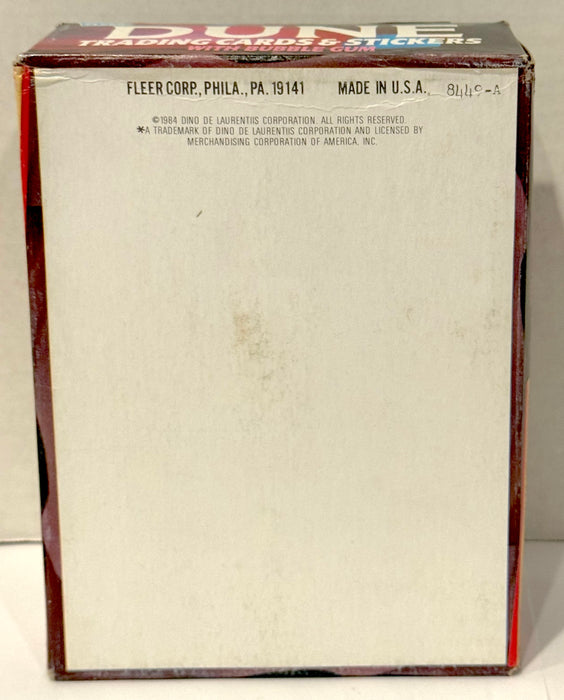 DUNE
TRADING CARDS & STICKERS
WITH BUBBLE GUM
FLEER CORP., PHILA., PA. 19141 MADE IN U.S.A. 8449-A
©1984 DINO DE LAURENTIIS CORPORATION. ALL RIGHTS RESERVED.
*A TRADEMARK OF DINO DE LAURENTIIS CORPORATION AND LICENSED BY
MERCHANDISING CORPORATION OF AMERICA, INC.